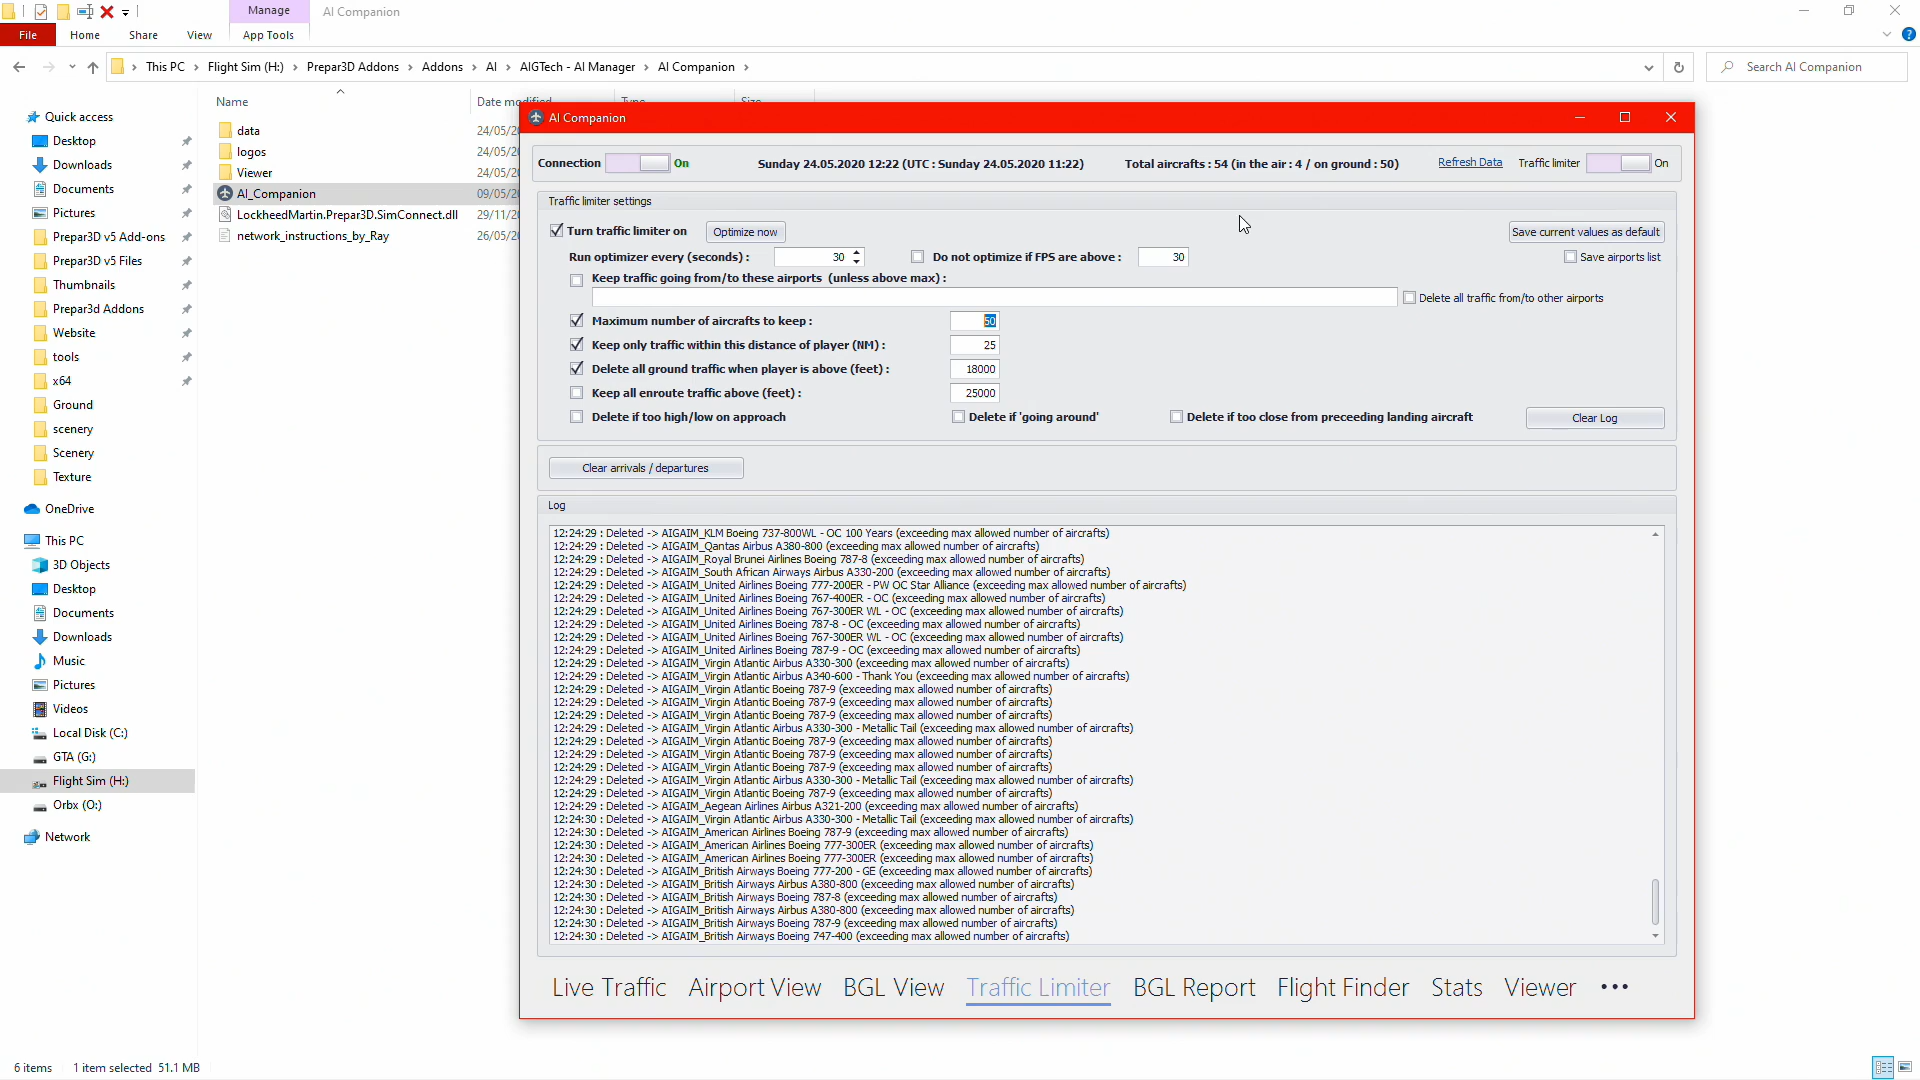 Manage
AI Companion
File
Home
Share
View
App Tools
This PC
Flight Sim (H:)
Prepar3D Addons
Addons
AI
AIGTech - AI Manager
AI Companion
Search AI Companion
Name
Date modified
Type
Size
Quick access
Desktop
Downloads
Documents
Pictures
Prepar3D v5 Add-ons
Prepar3D v5 Files
Thumbnails
Prepar3d Addons
Website
tools
x64
Ground
scenery
Scenery
Texture
OneDrive
This PC
3D Objects
Desktop
Documents
Downloads
Music
Pictures
Videos
Local Disk (C:)
GTA (G:)
Flight Sim (H:)
Orbx (O:)
Network
data 24/05/2
logos 24/05/2
Viewer 24/05/2
AI_Companion 09/05/2
LockheedMartin.Prepar3D.SimConnect.dll 29/11/2
network_instructions_by_Ray 26/05/2
AI Companion
Connection On
Sunday 24.05.2020 12:22 (UTC : Sunday 24.05.2020 11:22)
Total aircrafts : 54 (in the air : 4 / on ground : 50)
Refresh Data
Traffic limiter On
Traffic limiter settings
Turn traffic limiter on
Optimize now
Save current values as default
Run optimizer every (seconds) : 30
Do not optimize if FPS are above : 30
Save airports list
Keep traffic going from/to these airports (unless above max) :
Delete all traffic from/to other airports
Maximum number of aircrafts to keep : 50
Keep only traffic within this distance of player (NM) : 25
Delete all ground traffic when player is above (feet) : 18000
Keep all enroute traffic above (feet) : 25000
Delete if too high/low on approach
Delete if 'going around'
Delete if too close from preceeding landing aircraft
Clear Log
Clear arrivals / departures
Log
12:24:29 : Deleted -> AIGAIM_KLM Boeing 737-800WL - OC 100 Years (exceeding max allowed number of aircrafts)
12:24:29 : Deleted -> AIGAIM_Qantas Airbus A380-800 (exceeding max allowed number of aircrafts)
12:24:29 : Deleted -> AIGAIM_Royal Brunei Airlines Boeing 787-8 (exceeding max allowed number of aircrafts)
12:24:29 : Deleted -> AIGAIM_South African Airways Airbus A330-200 (exceeding max allowed number of aircrafts)
12:24:29 : Deleted -> AIGAIM_United Airlines Boeing 777-200ER - PW OC Star Alliance (exceeding max allowed number of aircrafts)
12:24:29 : Deleted -> AIGAIM_United Airlines Boeing 767-400ER - OC (exceeding max allowed number of aircrafts)
12:24:29 : Deleted -> AIGAIM_United Airlines Boeing 767-300ER WL - OC (exceeding max allowed number of aircrafts)
12:24:29 : Deleted -> AIGAIM_United Airlines Boeing 787-8 - OC (exceeding max allowed number of aircrafts)
12:24:29 : Deleted -> AIGAIM_United Airlines Boeing 767-300ER WL - OC (exceeding max allowed number of aircrafts)
12:24:29 : Deleted -> AIGAIM_United Airlines Boeing 787-9 - OC (exceeding max allowed number of aircrafts)
12:24:29 : Deleted -> AIGAIM_Virgin Atlantic Airbus A330-300 (exceeding max allowed number of aircrafts)
12:24:29 : Deleted -> AIGAIM_Virgin Atlantic Airbus A340-600 - Thank You (exceeding max allowed number of aircrafts)
12:24:29 : Deleted -> AIGAIM_Virgin Atlantic Boeing 787-9 (exceeding max allowed number of aircrafts)
12:24:29 : Deleted -> AIGAIM_Virgin Atlantic Boeing 787-9 (exceeding max allowed number of aircrafts)
12:24:29 : Deleted -> AIGAIM_Virgin Atlantic Boeing 787-9 (exceeding max allowed number of aircrafts)
12:24:29 : Deleted -> AIGAIM_Virgin Atlantic Airbus A330-300 - Metallic Tail (exceeding max allowed number of aircrafts)
12:24:29 : Deleted -> AIGAIM_Virgin Atlantic Boeing 787-9 (exceeding max allowed number of aircrafts)
12:24:29 : Deleted -> AIGAIM_Virgin Atlantic Boeing 787-9 (exceeding max allowed number of aircrafts)
12:24:29 : Deleted -> AIGAIM_Virgin Atlantic Boeing 787-9 (exceeding max allowed number of aircrafts)
12:24:29 : Deleted -> AIGAIM_Virgin Atlantic Airbus A330-300 - Metallic Tail (exceeding max allowed number of aircrafts)
12:24:29 : Deleted -> AIGAIM_Virgin Atlantic Boeing 787-9 (exceeding max allowed number of aircrafts)
12:24:29 : Deleted -> AIGAIM_Aegean Airlines Airbus A321-200 (exceeding max allowed number of aircrafts)
12:24:30 : Deleted -> AIGAIM_Virgin Atlantic Airbus A330-300 - Metallic Tail (exceeding max allowed number of aircrafts)
12:24:30 : Deleted -> AIGAIM_American Airlines Boeing 787-9 (exceeding max allowed number of aircrafts)
12:24:30 : Deleted -> AIGAIM_American Airlines Boeing 777-300ER (exceeding max allowed number of aircrafts)
12:24:30 : Deleted -> AIGAIM_American Airlines Boeing 777-300ER (exceeding max allowed number of aircrafts)
12:24:30 : Deleted -> AIGAIM_British Airways Boeing 777-200 - GE (exceeding max allowed number of aircrafts)
12:24:30 : Deleted -> AIGAIM_British Airways Airbus A380-800 (exceeding max allowed number of aircrafts)
12:24:30 : Deleted -> AIGAIM_British Airways Boeing 787-8 (exceeding max allowed number of aircrafts)
12:24:30 : Deleted -> AIGAIM_British Airways Airbus A380-800 (exceeding max allowed number of aircrafts)
12:24:30 : Deleted -> AIGAIM_British Airways Boeing 787-9 (exceeding max allowed number of aircrafts)
12:24:30 : Deleted -> AIGAIM_British Airways Boeing 747-400 (exceeding max allowed number of aircrafts)
Live Traffic
Airport View
BGL View
Traffic Limiter
BGL Report
Flight Finder
Stats
Viewer
•••
6 items
1 item selected 51.1 MB